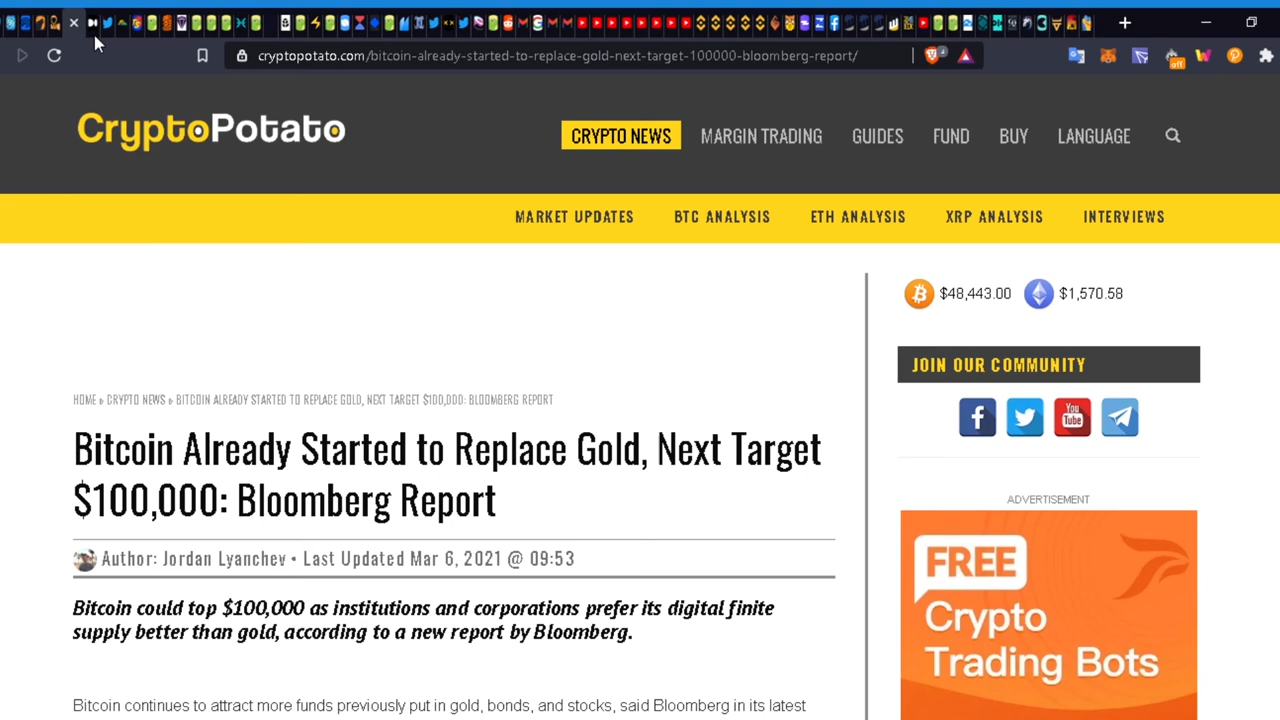 cryptopotato.com/bitcoin-already-started-to-replace-gold-next-target-100000-bloomberg-report/
off
CryptoPotato
CRYPTO NEWS MARGIN TRADING GUIDES FUND BUY LANGUAGE
MARKET UPDATES BTC ANALYSIS ETH ANALYSIS XRP ANALYSIS INTERVIEWS
$48,443.00 $1,570.58
JOIN OUR COMMUNITY
You
Tube
HOME » CRYPTO NEWS » BITCOIN ALREADY STARTED TO REPLACE GOLD, NEXT TARGET $100,000: BLOOMBERG REPORT
Bitcoin Already Started to Replace Gold, Next Target
$100,000: Bloomberg Report
Author: Jordan Lyanchev • Last Updated Mar 6, 2021 @ 09:53
Bitcoin could top $100,000 as institutions and corporations prefer its digital finite
supply better than gold, according to a new report by Bloomberg.
Bitcoin continues to attract more funds previously put in gold, bonds, and stocks, said Bloomberg in its latest
ADVERTISEMENT
FREE
Crypto
Trading Bots